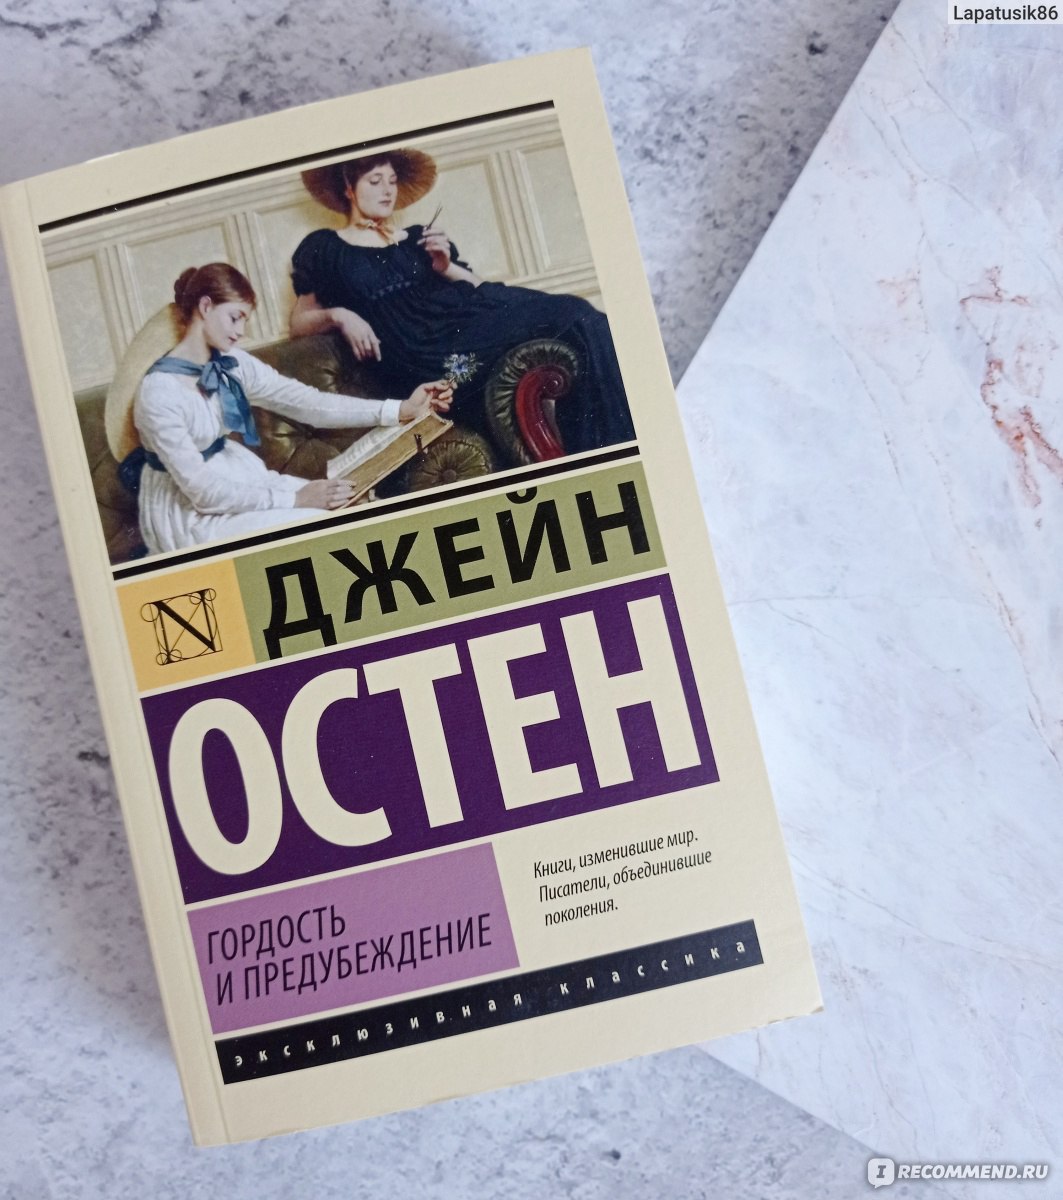 Lapatusik86
ДЖЕЙН
N
ОСТЕН
Книги, изменившие мир.
Писатели, объединившие
поколения.
ГОРДОСТЬ
И ПРЕДУБЕЖДЕНИЕ
эксклюзивная классика
I RECOMMEND.RU